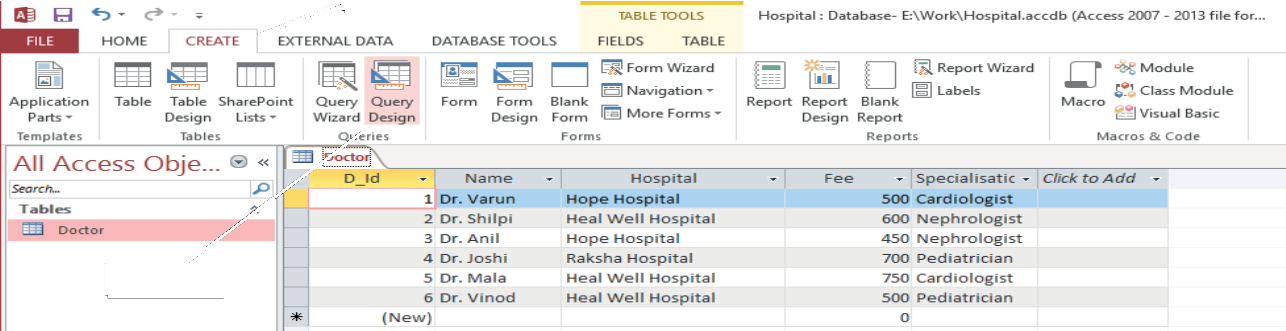 TABLE TOOLS Hospital : Database- E:\Work\Hospital.accdb (Access 2007 - 2013 file for...
FILE HOME CREATE EXTERNAL DATA DATABASE TOOLS FIELDS TABLE
Application Parts Table Table Design SharePoint Lists Query Wizard Query Design Form Form Design Blank Form Form Wizard Navigation More Forms Report Report Design Blank Report Report Wizard Labels Macro Module Class Module Visual Basic
Templates Tables Queries Forms Reports Macros & Code
All Access Obje... «
Search...
Tables
Doctor
Doctor
D_Id Name Hospital Fee Specialisatic Click to Add
1 Dr. Varun Hope Hospital 500 Cardiologist
2 Dr. Shilpi Heal Well Hospital 600 Nephrologist
3 Dr. Anil Hope Hospital 450 Nephrologist
4 Dr. Joshi Raksha Hospital 700 Pediatrician
5 Dr. Mala Heal Well Hospital 750 Cardiologist
6 Dr. Vinod Heal Well Hospital 500 Pediatrician
* (New) 0